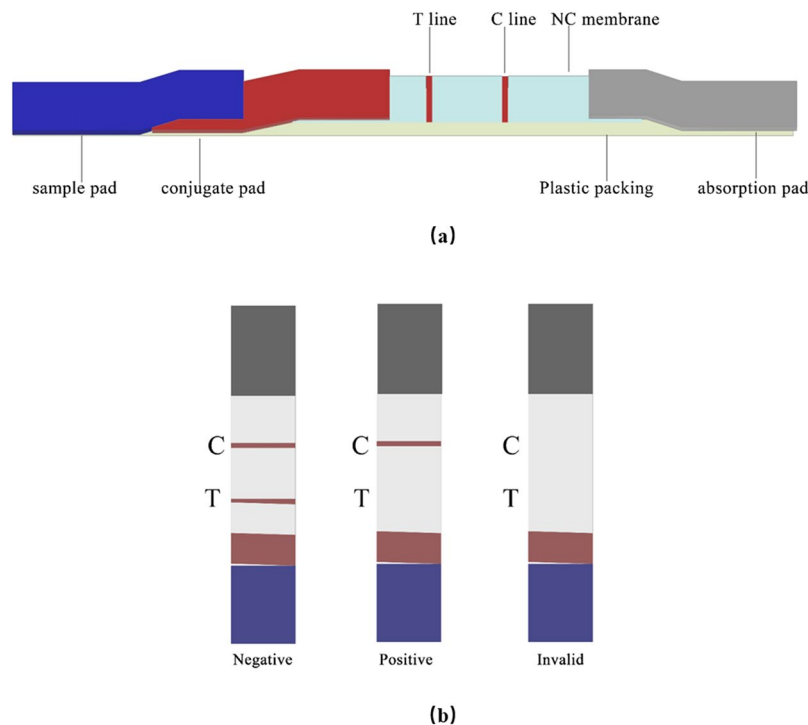 T line C line NC membrane
sample pad conjugate pad Plastic packing absorption pad
(a)
C C C
T T T
Negative Positive Invalid
(b)